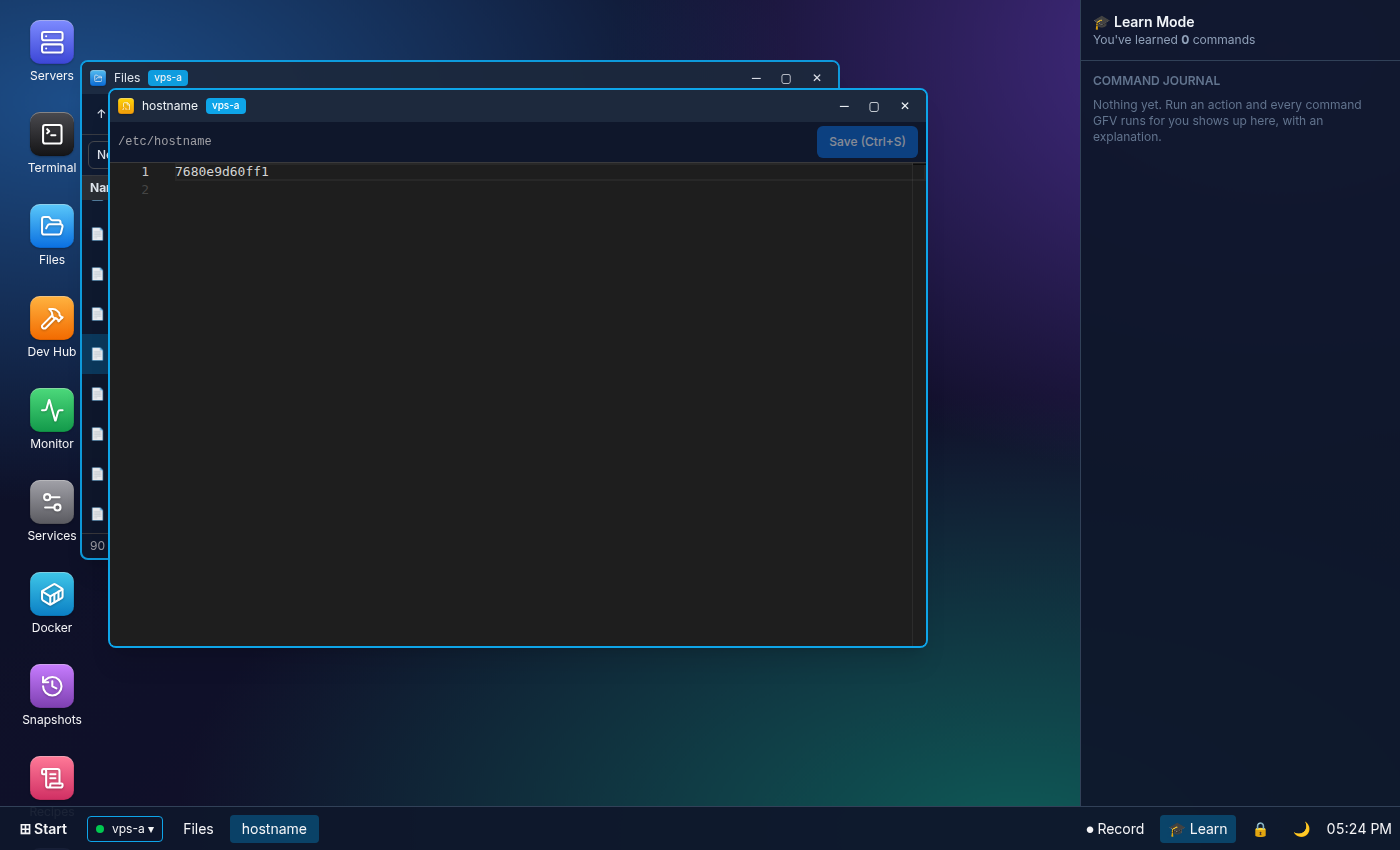 Servers
Terminal
Files
Dev Hub
Monitor
Services
Docker
Snapshots
Recipes
Files vps-a
hostname vps-a
/etc/hostname
Save (Ctrl+S)
1 7680e9d60ff1
2
90
🎓 Learn Mode
You've learned 0 commands
COMMAND JOURNAL
Nothing yet. Run an action and every command
GFV runs for you shows up here, with an
explanation.
Start
vps-a ▾
Files
hostname
● Record
🎓 Learn
05:24 PM